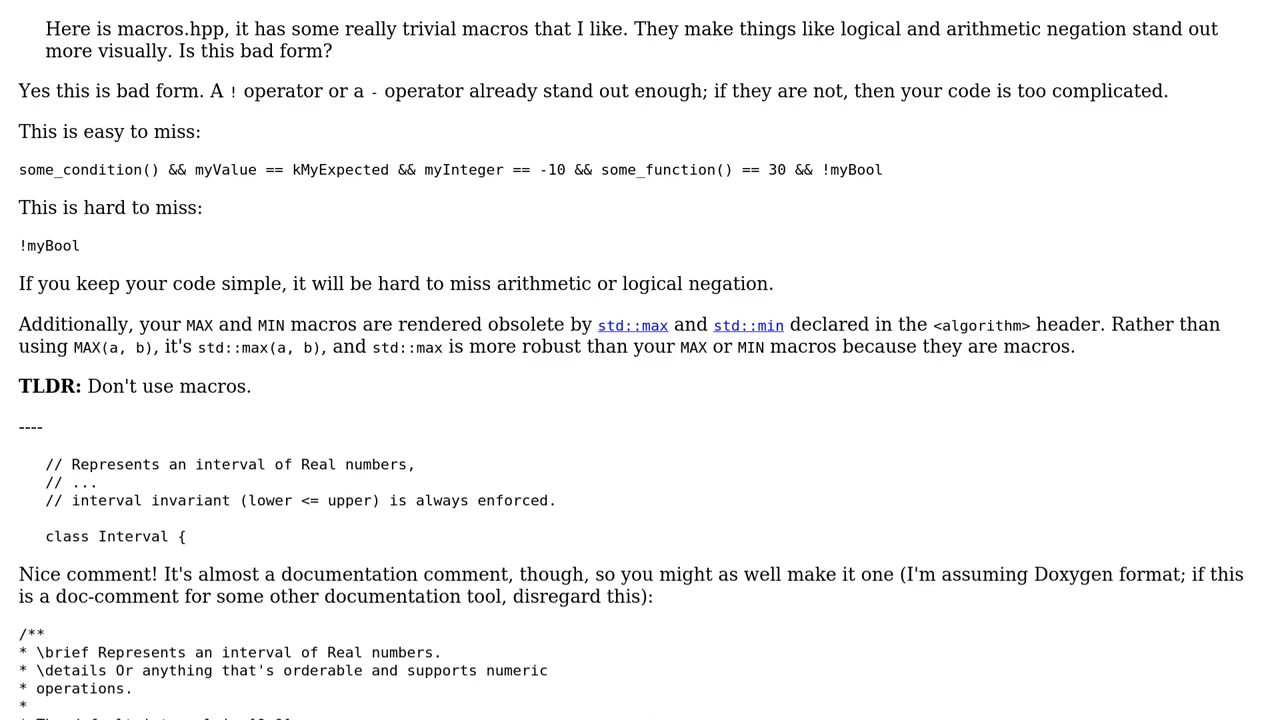 Here is macros.hpp, it has some really trivial macros that I like. They make things like logical and arithmetic negation stand out
more visually. Is this bad form?
Yes this is bad form. A ! operator or a - operator already stand out enough; if they are not, then your code is too complicated.
This is easy to miss:
some_condition() && myValue == kMyExpected && myInteger == -10 && some_function() == 30 && !myBool
This is hard to miss:
!myBool
If you keep your code simple, it will be hard to miss arithmetic or logical negation.
Additionally, your MAX and MIN macros are rendered obsolete by std::max and std::min declared in the <algorithm> header. Rather than
using MAX(a, b), it's std::max(a, b), and std::max is more robust than your MAX or MIN macros because they are macros.
TLDR: Don't use macros.
----
// Represents an interval of Real numbers,
// ...
// interval invariant (lower <= upper) is always enforced.
class Interval {
Nice comment! It's almost a documentation comment, though, so you might as well make it one (I'm assuming Doxygen format; if this
is a doc-comment for some other documentation tool, disregard this):
/**
* \brief Represents an interval of Real numbers.
* \details Or anything that's orderable and supports numeric
* operations.
*